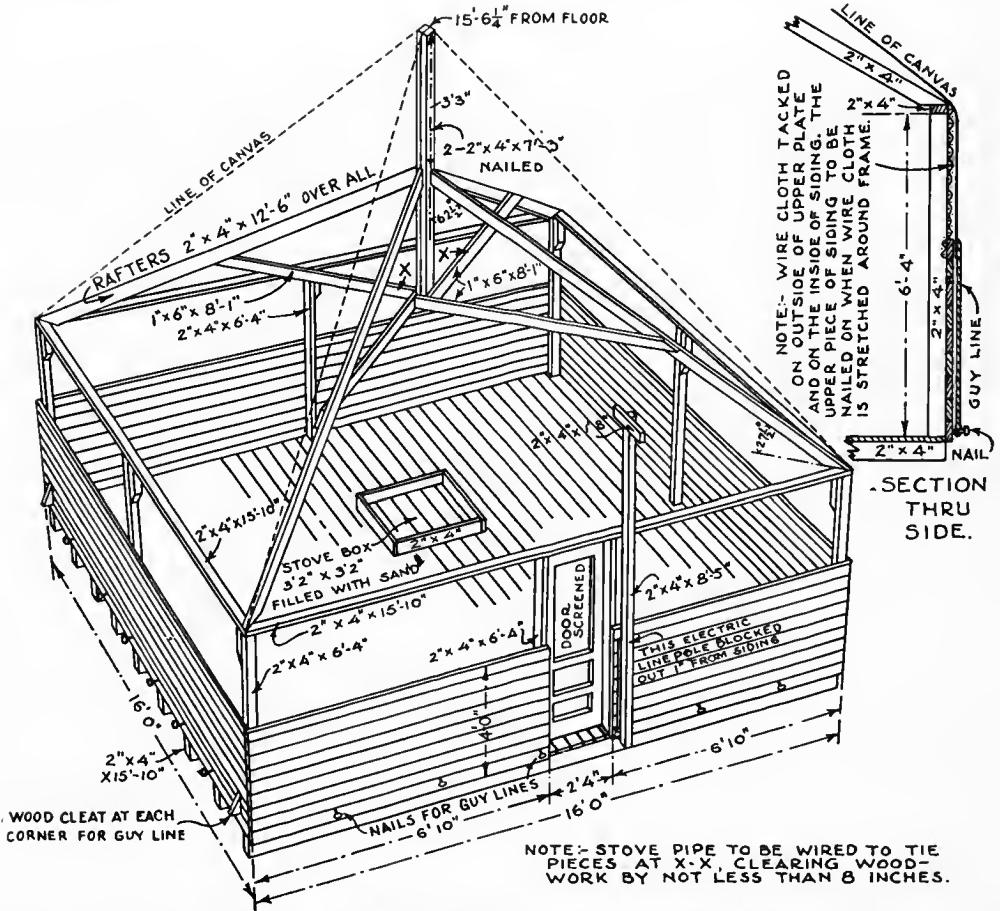 15'-6¼" FROM FLOOR
3'3"
2-2"x4"x7'-3"
NAILED
LINE OF CANVAS
RAFTERS 2"x4"x12'-6" OVER ALL
62½°
X
X
1"x6"x8'-1"
1"x6"x8'-1"
2"x4"x6'-4"
27½°
2"x4"x15'-10"
STOVE BOX
3'2" x 3'2"
FILLED WITH SAND
2"x4"
2"x4"x15'-10"
2"x4"x6'-4"
2"x4"x6'-4"
DOOR
SCREENED
2"x4"x8'-5"
THIS ELECTRIC
LINE POLE BLOCKED
OUT 1" FROM SIDING
4'0"
16'0"
2"x4"
X15'-10"
WOOD CLEAT AT EACH
CORNER FOR GUY LINE
NAILS FOR GUY LINES
6'10"
2'4"
6'10"
16'0"
NOTE:- STOVE PIPE TO BE WIRED TO TIE
PIECES AT X-X, CLEARING WOOD-
WORK BY NOT LESS THAN 8 INCHES.
LINE OF CANVAS
2"x4"
2"x4"
NOTE:- WIRE CLOTH TACKED
ON OUTSIDE OF UPPER PLATE
AND ON THE INSIDE OF SIDING. THE
UPPER PIECE OF SIDING TO BE
NAILED ON WHEN WIRE CLOTH
IS STRETCHED AROUND FRAME.
6'-4"
2"x4"
GUY LINE
2"x4"
NAIL
SECTION
THRU
SIDE.